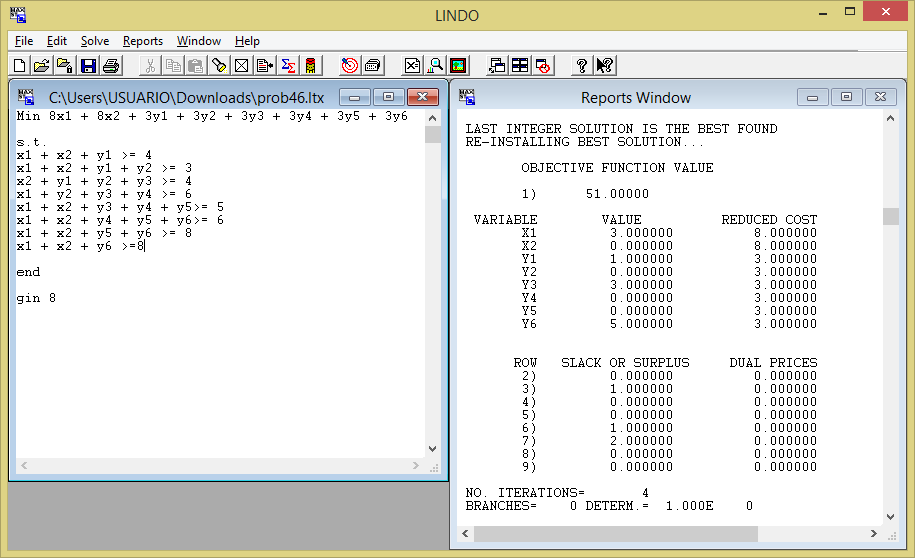 LINDO
File Edit Solve Reports Window Help
C:\Users\USUARIO\Downloads\prob46.ltx
Min 8x1 + 8x2 + 3y1 + 3y2 + 3y3 + 3y4 + 3y5 + 3y6
s.t.
x1 + x2 + y1 >= 4
x1 + x2 + y1 + y2 >= 3
x2 + y1 + y2 + y3 >= 4
x1 + y2 + y3 + y4 >= 6
x1 + x2 + y3 + y4 + y5>= 5
x1 + x2 + y4 + y5 + y6>= 6
x1 + x2 + y5 + y6 >= 8
x1 + x2 + y6 >=8
end
gin 8
Reports Window
LAST INTEGER SOLUTION IS THE BEST FOUND
RE-INSTALLING BEST SOLUTION...
OBJECTIVE FUNCTION VALUE
1) 51.00000
VARIABLE VALUE REDUCED COST
X1 3.000000 8.000000
X2 0.000000 8.000000
Y1 1.000000 3.000000
Y2 0.000000 3.000000
Y3 3.000000 3.000000
Y4 0.000000 3.000000
Y5 0.000000 3.000000
Y6 5.000000 3.000000
ROW SLACK OR SURPLUS DUAL PRICES
2) 0.000000 0.000000
3) 1.000000 0.000000
4) 0.000000 0.000000
5) 0.000000 0.000000
6) 1.000000 0.000000
7) 2.000000 0.000000
8) 0.000000 0.000000
9) 0.000000 0.000000
NO. ITERATIONS= 4
BRANCHES= 0 DETERM.= 1.000E 0